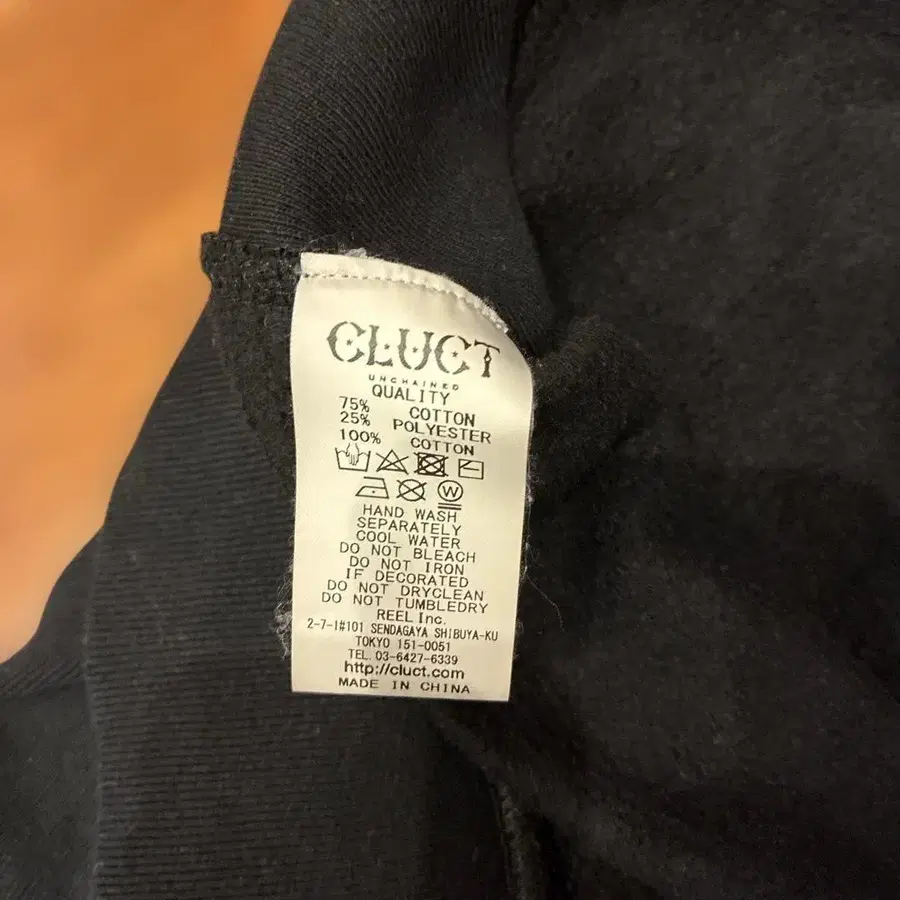 CLUCT
UNCHAINED
QUALITY
75% COTTON
25% POLYESTER
100% COTTON
W
HAND WASH
SEPARATELY
COOL WATER
DO NOT BLEACH
DO NOT IRON
IF DECORATED
DO NOT DRYCLEAN
DO NOT TUMBLEDRY
REEL Inc.
2-7-1#101 SENDAGAYA SHIBUYA-KU
TOKYO 151-0051
TEL. 03-6427-6339
http://cluct.com
MADE IN CHINA